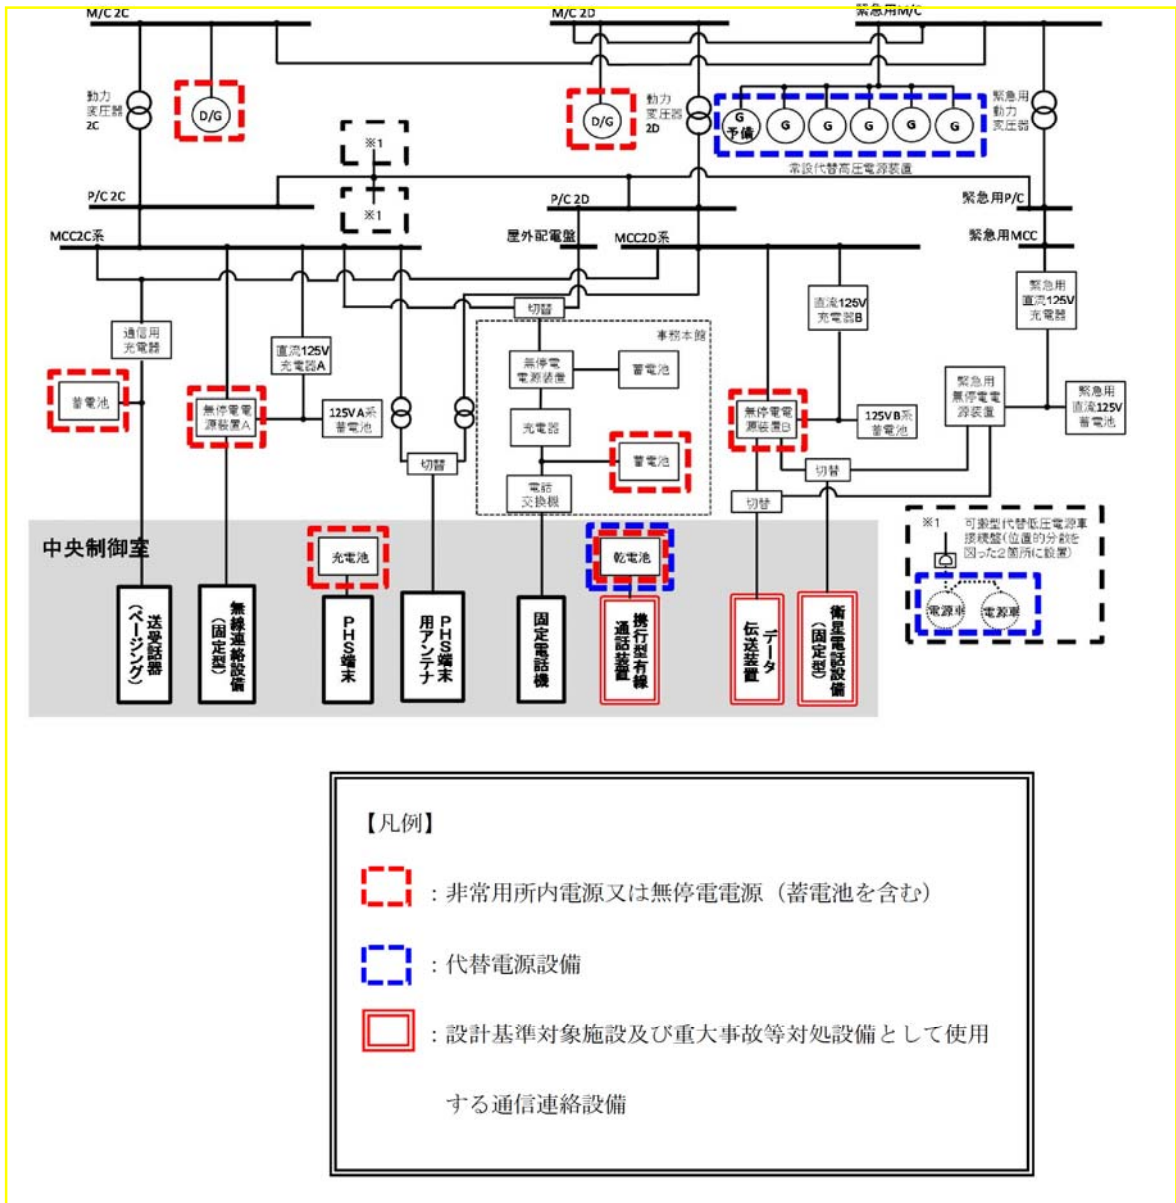 M/C 2C
M/C 2D
緊急用M/C
動力
変圧器
2C
D/G
※1
※1
D/G
動力
変圧器
2D
G
予備
G
G
G
G
G
常設代替高圧電源装置
緊急用
動力
変圧器
P/C 2C
P/C 2D
緊急用P/C
MCC2C系
屋外配電盤
MCC2D系
緊急用MCC
通信用
充電器
直流125V
充電器A
切替
事務本館
直流125V
充電器B
緊急用
直流125V
充電器
蓄電池
無停電電
源装置A
125V A系
蓄電池
切替
無停電
電源装置
蓄電池
充電器
蓄電池
電話
交換機
無停電電
源装置B
125V B系
蓄電池
緊急用
無停電電
源装置
緊急用
直流125V
蓄電池
切替
切替
中央制御室
充電池
乾電池
送受話器
(ページング)
無線連絡設備
(固定型)
PHS端末
PHS端末
用アンテナ
固定電話機
携行型有線
通話装置
データ
伝送装置
衛星電話設備
(固定型)
※1
可搬型代替低圧電源車
接続盤(位置的分散を
図った2箇所に設置)
電源車
電源車
【凡例】
:非常用所内電源又は無停電電源(蓄電池を含む)
:代替電源設備
:設計基準対象施設及び重大事故等対処設備として使用
する通信連絡設備